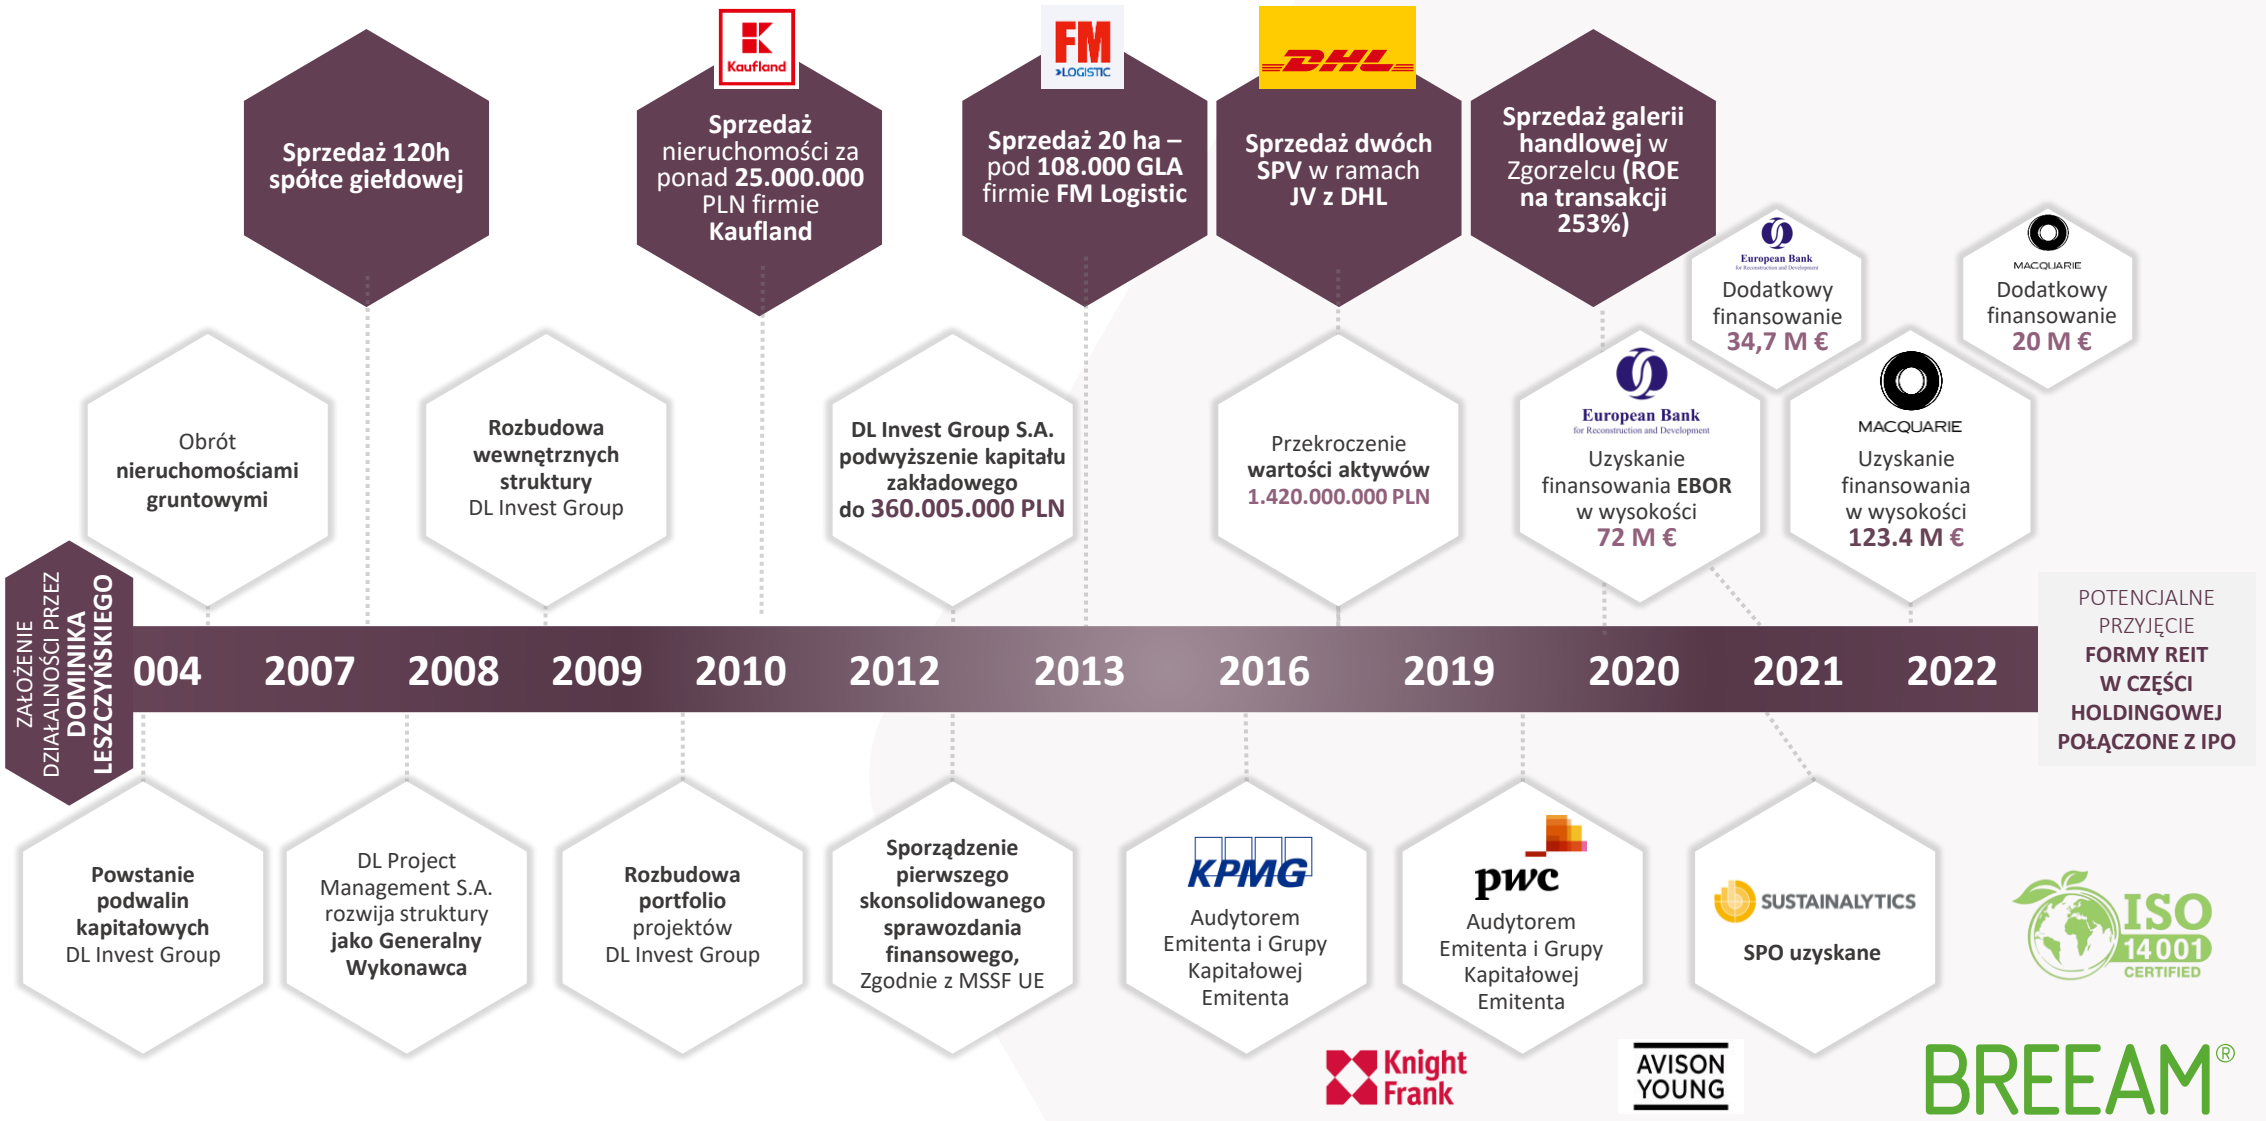 Sprzedaż 120h
spółce giełdowej
Kaufland
Sprzedaż
nieruchomości za
ponad 25.000.000
PLN firmie
Kaufland
FM
>LOGISTIC
Sprzedaż 20 ha –
pod 108.000 GLA
firmie FM Logistic
DHL
Sprzedaż dwóch
SPV w ramach
JV z DHL
Sprzedaż galerii
handlowej w
Zgorzelcu (ROE
na transakcji
253%)
European Bank
for Reconstruction and Development
Dodatkowy
finansowanie
34,7 M €
MACQUARIE
Dodatkowy
finansowanie
20 M €
Obrót
nieruchomościami
gruntowymi
Rozbudowa
wewnętrznych
struktury
DL Invest Group
DL Invest Group S.A.
podwyższenie kapitału
zakładowego
do 360.005.000 PLN
Przekroczenie
wartości aktywów
1.420.000.000 PLN
European Bank
for Reconstruction and Development
Uzyskanie
finansowania EBOR
w wysokości
72 M €
MACQUARIE
Uzyskanie
finansowania
w wysokości
123.4 M €
ZAŁOŻENIE
DZIAŁALNOŚCI PRZEZ
DOMINIKA
LESZCZYŃSKIEGO
004 2007 2008 2009 2010 2012 2013 2016 2019 2020 2021 2022
POTENCJALNE
PRZYJĘCIE
FORMY REIT
W CZĘŚCI
HOLDINGOWEJ
POŁĄCZONE Z IPO
Powstanie
podwalin
kapitałowych
DL Invest Group
DL Project
Management S.A.
rozwija struktury
jako Generalny
Wykonawca
Rozbudowa
portfolio
projektów
DL Invest Group
Sporządzenie
pierwszego
skonsolidowanego
sprawozdania
finansowego,
Zgodnie z MSSF UE
KPMG
Audytorem
Emitenta i Grupy
Kapitałowej
Emitenta
pwc
Audytorem
Emitenta i Grupy
Kapitałowej
Emitenta
SUSTAINALYTICS
SPO uzyskane
ISO
14001
CERTIFIED
Knight
Frank
AVISON
YOUNG
BREEAM®